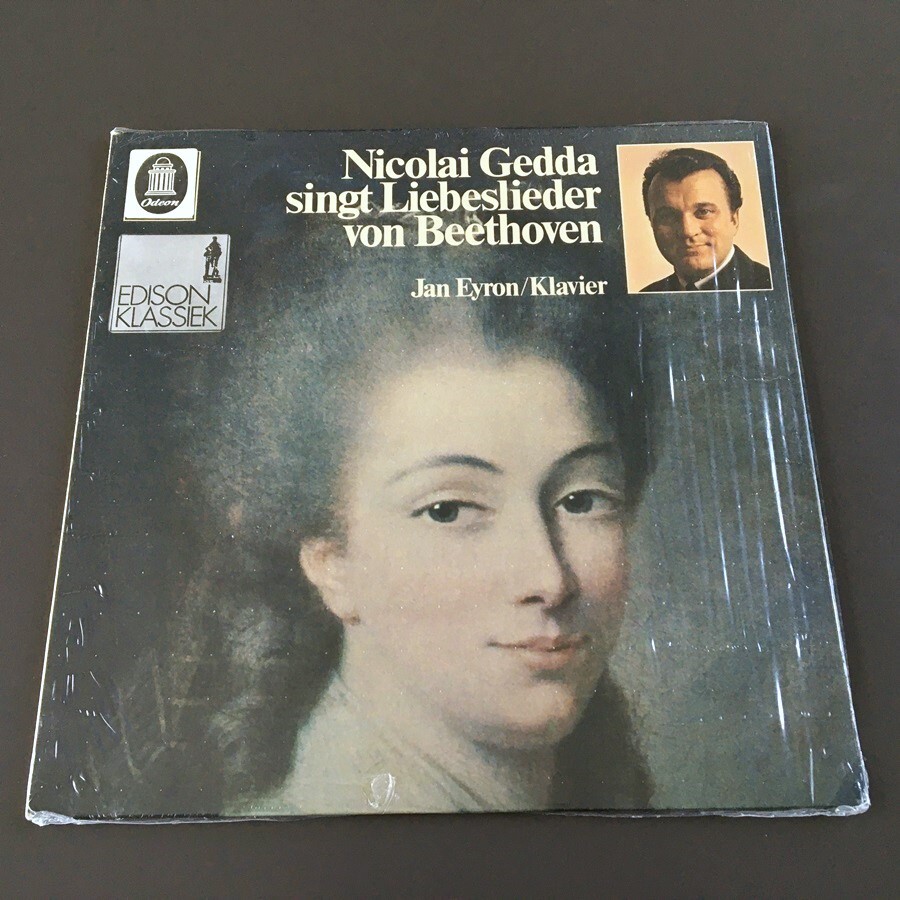 Odeon
Nicolai Gedda
singt Liebeslieder
von Beethoven
EDISON
KLASSIEK
Jan Eyron/Klavier